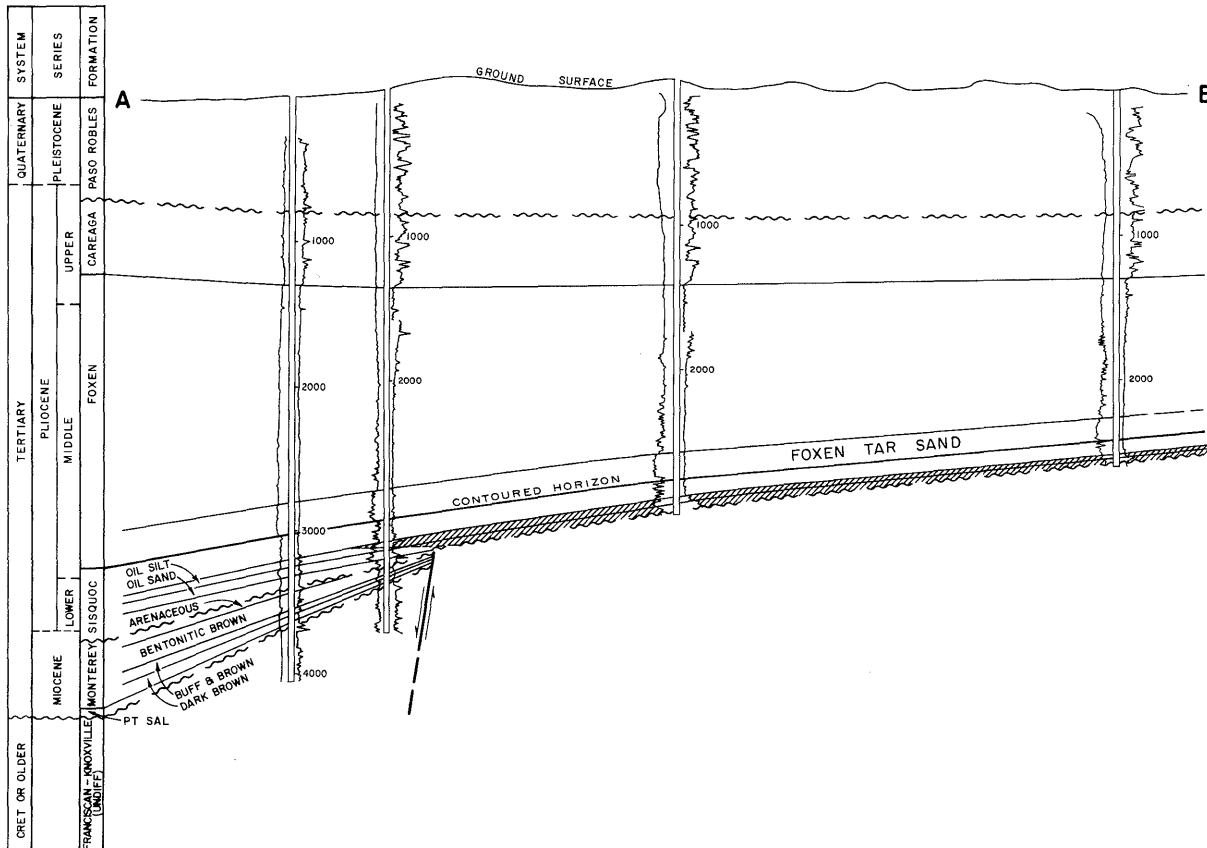 SYSTEM
SERIES
FORMATION
QUATERNARY
PLEISTOCENE
PASO ROBLES
TERTIARY
PLIOCENE
UPPER
MIDDLE
LOWER
CAREAGA
FOXEN
SISQUOC
MIOCENE
MONTEREY
CRET OR OLDER
FRANCISCAN - KNOXVILLE
(UNDIFF)
A
GROUND SURFACE
B
1000
1000
1000
1000
2000
2000
2000
2000
FOXEN TAR SAND
CONTOURED HORIZON
3000
OIL SILT
OIL SAND
ARENACEOUS
BENTONITIC BROWN
BUFF & BROWN
DARK BROWN
4000
PT SAL